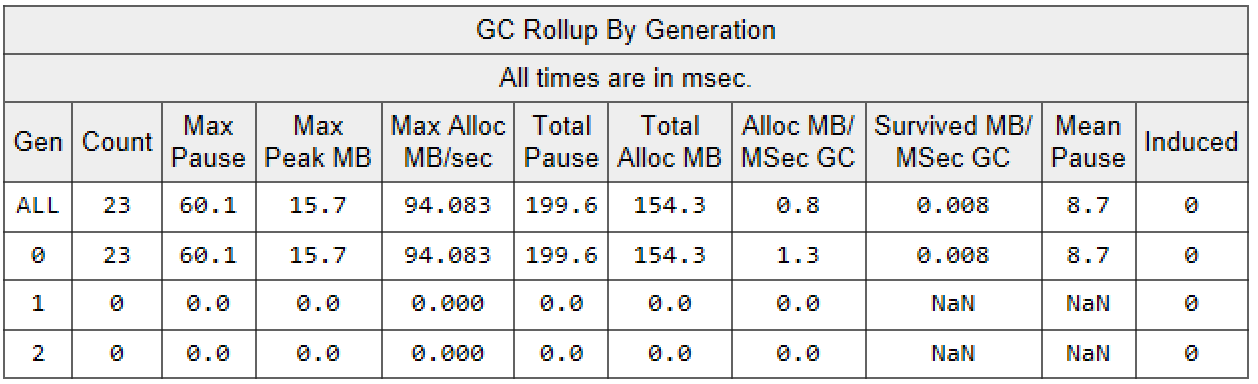 GC Rollup By Generation
All times are in msec.
Gen Count Max Pause Max Peak MB Max Alloc MB/sec Total Pause Total Alloc MB Alloc MB/ MSec GC Survived MB/ MSec GC Mean Pause Induced
ALL 23 60.1 15.7 94.083 199.6 154.3 0.8 0.008 8.7 0
0 23 60.1 15.7 94.083 199.6 154.3 1.3 0.008 8.7 0
1 0 0.0 0.0 0.000 0.0 0.0 0.0 NaN NaN 0
2 0 0.0 0.0 0.000 0.0 0.0 0.0 NaN NaN 0